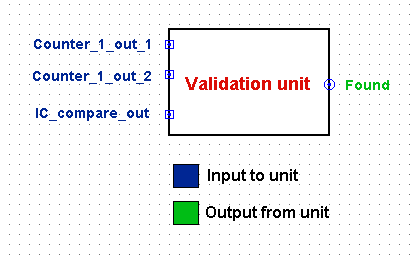 Counter_1_out_1
Counter_1_out_2
Validation unit
Found
IC_compare_out
Input to unit
Output from unit